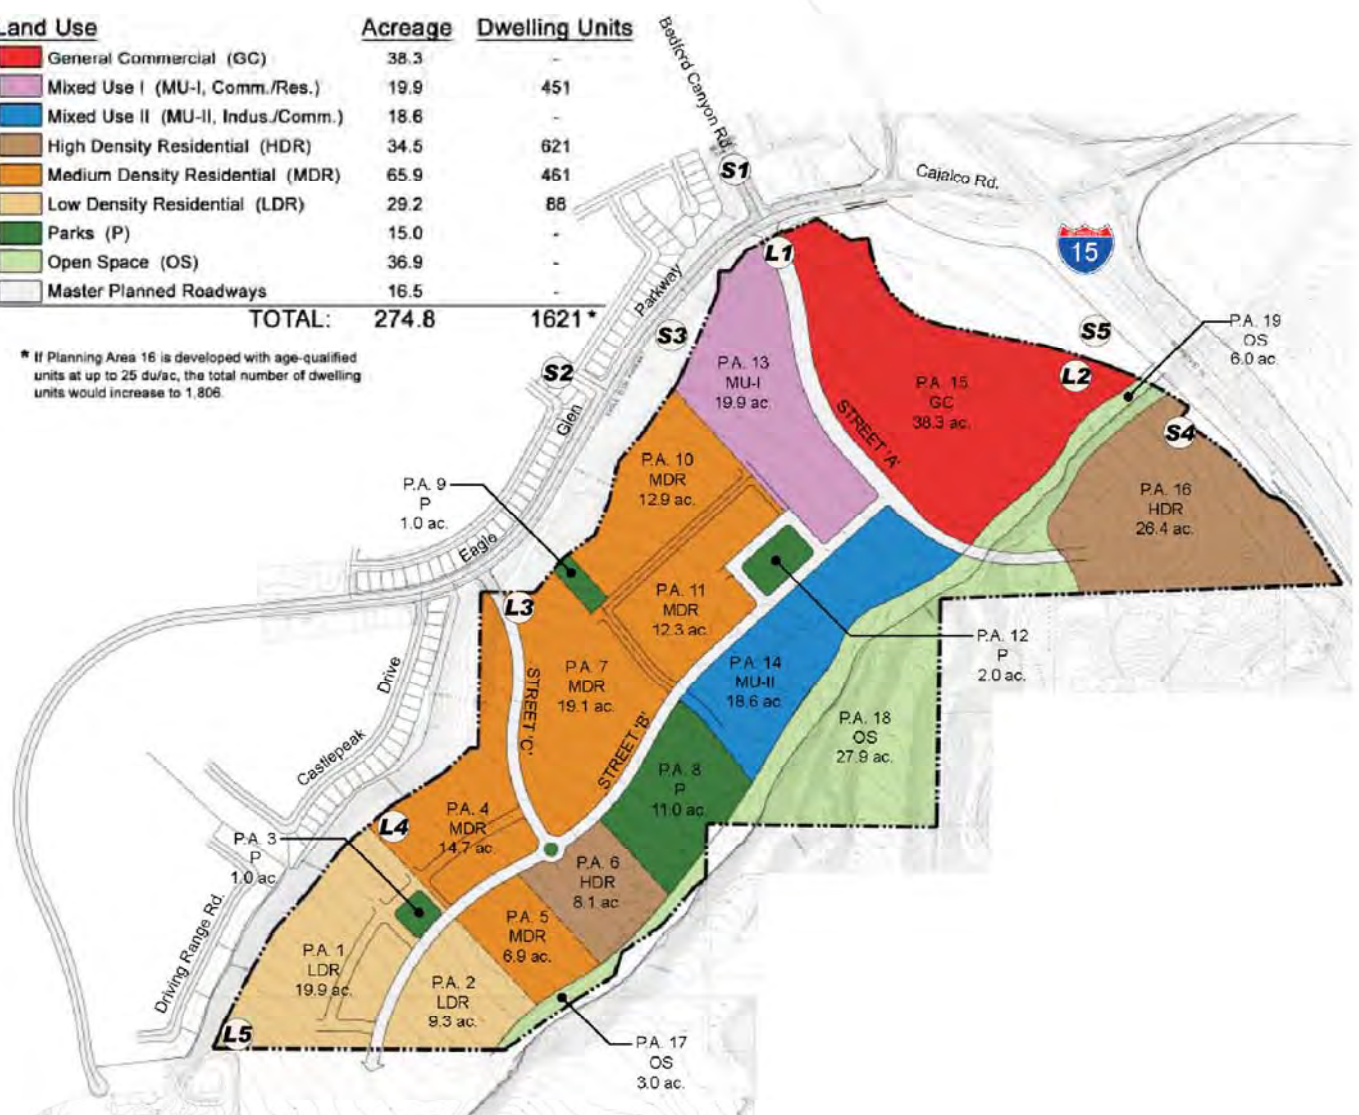 Land Use Acreage Dwelling Units
General Commercial (GC) 38.3 -
Mixed Use I (MU-I, Comm./Res.) 19.9 451
Mixed Use II (MU-II, Indus./Comm.) 18.6 -
High Density Residential (HDR) 34.5 621
Medium Density Residential (MDR) 65.9 461
Low Density Residential (LDR) 29.2 88
Parks (P) 15.0 -
Open Space (OS) 36.9 -
Master Planned Roadways 16.5 -
TOTAL: 274.8 1621*
* If Planning Area 16 is developed with age-qualified
units at up to 25 du/ac, the total number of dwelling
units would increase to 1,806.
Bedford Canyon Rd.
S1
Cajalco Rd.
L1
15
Parkway
S3
S5
P.A. 19
OS
6.0 ac.
S2
P.A. 13
MU-I
19.9 ac.
P.A. 15
GC
38.3 ac.
L2
Glen
STREET 'A'
S4
P.A. 10
MDR
12.9 ac.
P.A. 9
P
1.0 ac.
P.A. 16
HDR
26.4 ac.
Eagle
L3
P.A. 11
MDR
12.3 ac.
P.A. 12
P
2.0 ac.
P.A. 7
MDR
19.1 ac.
P.A. 14
MU-II
18.6 ac.
Drive
STREET 'C'
STREET 'B'
P.A. 18
OS
27.9 ac.
Castlepeak
P.A. 8
P
11.0 ac.
L4
P.A. 4
MDR
14.7 ac.
P.A. 3
P
1.0 ac.
P.A. 6
HDR
8.1 ac.
Driving Range Rd.
P.A. 5
MDR
6.9 ac.
P.A. 1
LDR
19.9 ac.
P.A. 2
LDR
9.3 ac.
L5
P.A. 17
OS
3.0 ac.